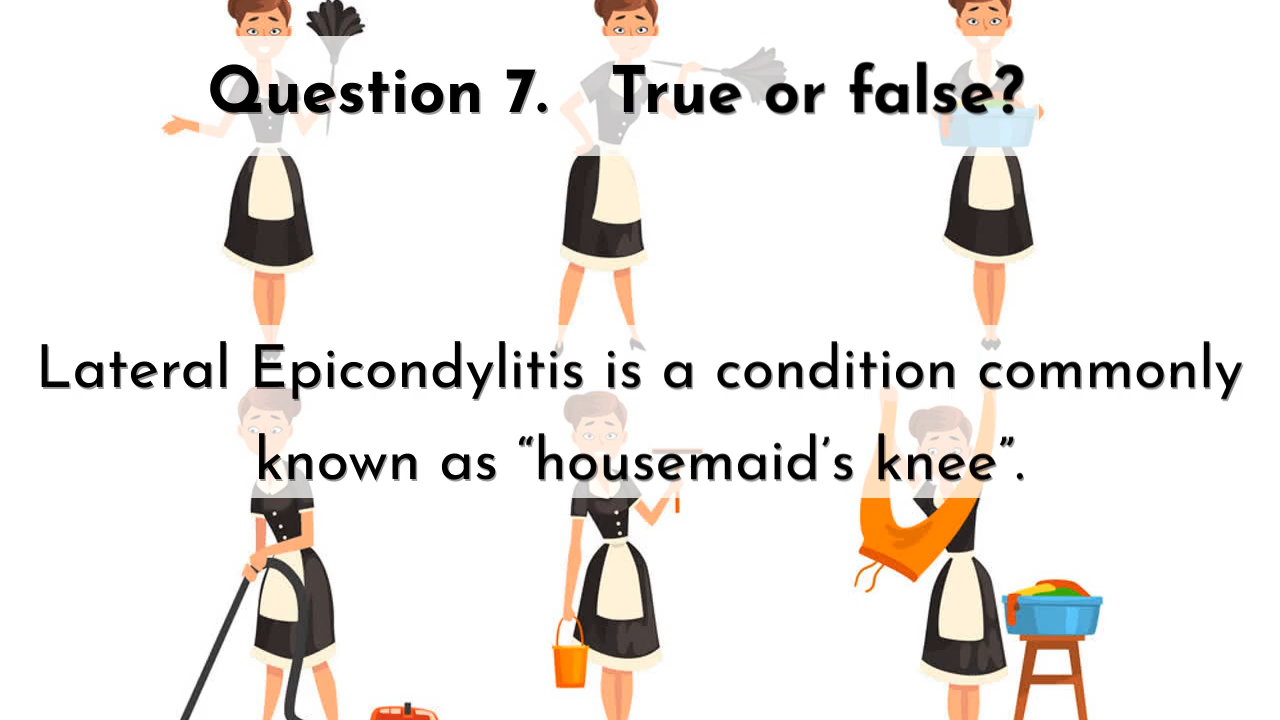 Question 7. True or false?
Lateral Epicondylitis is a condition commonly
known as “housemaid’s knee”.